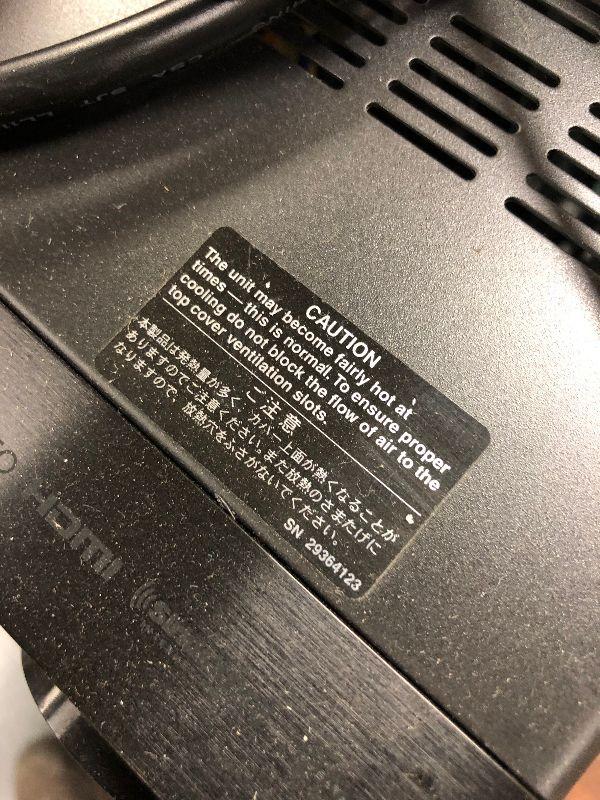 CAUTION
The unit may become fairly hot at
times — this is normal. To ensure proper
cooling do not block the flow of air to the
top cover ventilation slots.
ご注意
本製品は発熱量が多く、カバー上面が熱くなることが
ありますのでご注意ください。また放熱のさまたげに
なりますので、放熱穴をふさがないでください。
SN 29364123
HDMI